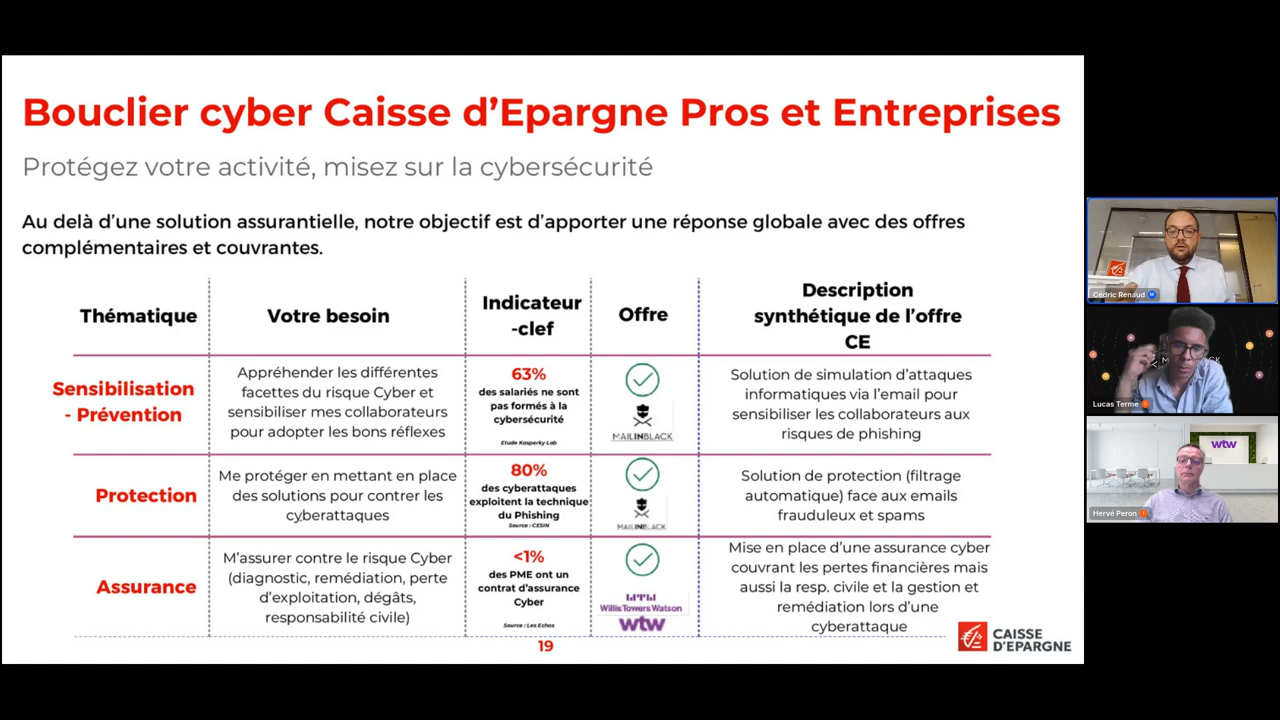 Bouclier cyber Caisse d'Epargne Pros et Entreprises
Protégez votre activité, misez sur la cybersécurité
Au delà d'une solution assurantielle, notre objectif est d'apporter une réponse globale avec des offres
complémentaires et couvrantes.
Thématique
Votre besoin
Indicateur
-clef
Offre
Description
synthétique de l'offre
CE
Sensibilisation
- Prévention
Appréhender les différentes
facettes du risque Cyber et
sensibiliser mes collaborateurs
pour adopter les bons réflexes
63%
des salariés ne sont
pas formés à la
cybersécurité
Etude Kasperky Lab
MAILINBLACK
Solution de simulation d'attaques
informatiques via l'email pour
sensibiliser les collaborateurs aux
risques de phishing
Protection
Me protéger en mettant en place
des solutions pour contrer les
cyberattaques
80%
des cyberattaques
exploitent la technique
du Phishing
Source : CESIN
MAILINBLACK
Solution de protection (filtrage
automatique) face aux emails
frauduleux et spams
Assurance
M'assurer contre le risque Cyber
(diagnostic, remédiation, perte
d'exploitation, dégâts,
responsabilité civile)
<1%
des PME ont un
contrat d'assurance
Cyber
Source : Les Echos
WillisTowersWatson
wtw
Mise en place d'une assurance cyber
couvrant les pertes financières mais
aussi la resp. civile et la gestion et
remédiation lors d'une
cyberattaque
19
CAISSE
D'EPARGNE
Cédric Renaud
Lucas Terme
wtw
Hervé Peron